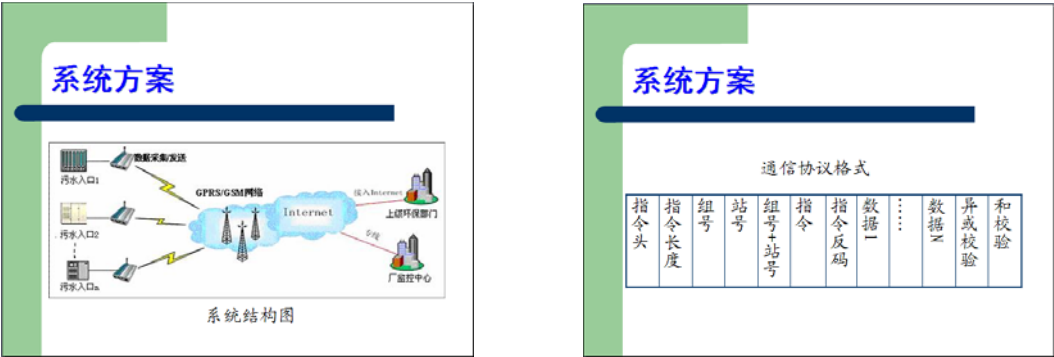 系统方案
数据采集/发送
污水入口1
GPRS/GSM网络
接入Internet
Internet
上级环保部门
污水入口2
专线
污水入口n
厂监控中心
系统结构图
系统方案
通信协议格式
指令头
指令长度
组号
站号
组号+站号
指令
指令反码
数据1
……
数据N
异或校验
和校验